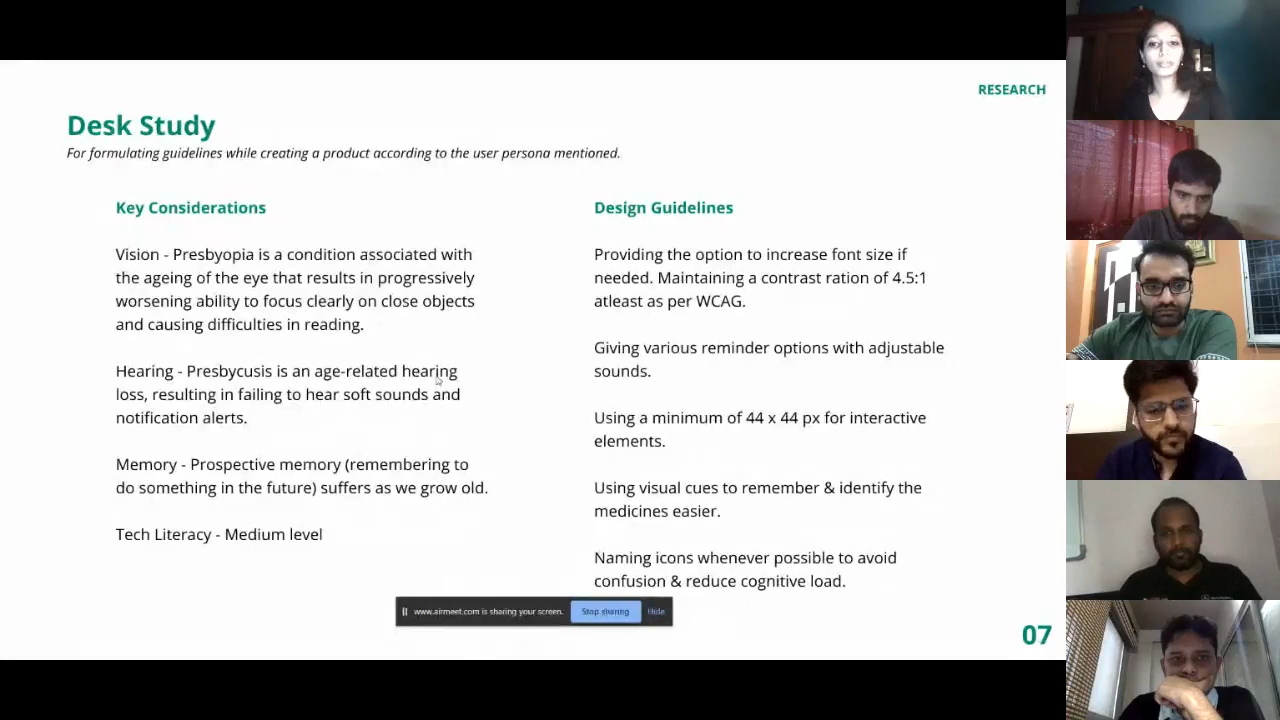 RESEARCH
Desk Study
For formulating guidelines while creating a product according to the user persona mentioned.
Key Considerations
Vision - Presbyopia is a condition associated with
the ageing of the eye that results in progressively
worsening ability to focus clearly on close objects
and causing difficulties in reading.
Hearing - Presbycusis is an age-related hearing
loss, resulting in failing to hear soft sounds and
notification alerts.
Memory - Prospective memory (remembering to
do something in the future) suffers as we grow old.
Tech Literacy - Medium level
Design Guidelines
Providing the option to increase font size if
needed. Maintaining a contrast ration of 4.5:1
atleast as per WCAG.
Giving various reminder options with adjustable
sounds.
Using a minimum of 44 x 44 px for interactive
elements.
Using visual cues to remember & identify the
medicines easier.
Naming icons whenever possible to avoid
confusion & reduce cognitive load.
www.airmeet.com is sharing your screen.
Stop sharing
Hide
07